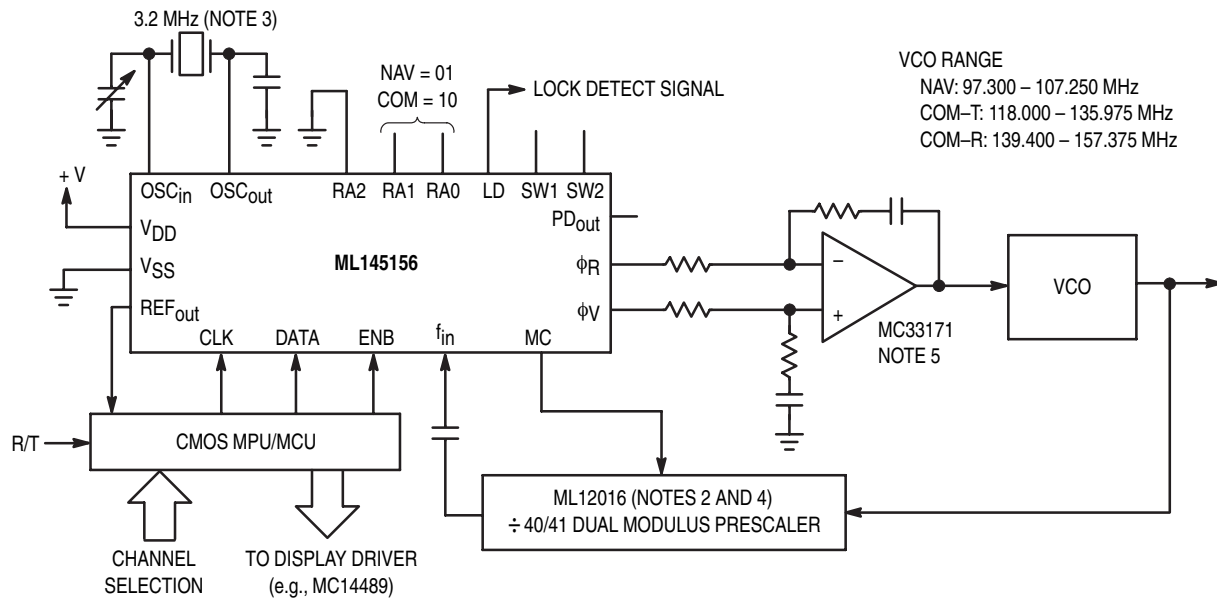 3.2 MHz (NOTE 3)
NAV = 01
COM = 10
LOCK DETECT SIGNAL
VCO RANGE
NAV: 97.300 – 107.250 MHz
COM–T: 118.000 – 135.975 MHz
COM–R: 139.400 – 157.375 MHz
+ V
OSCin
OSCout
RA2
RA1
RA0
LD
SW1
SW2
VDD
PDout
ML145156
VSS
ϕR
ϕV
REFout
CLK
DATA
ENB
fin
MC
–
+
MC33171
NOTE 5
VCO
R/T
CMOS MPU/MCU
ML12016 (NOTES 2 AND 4)
÷ 40/41 DUAL MODULUS PRESCALER
CHANNEL
SELECTION
TO DISPLAY DRIVER
(e.g., MC14489)